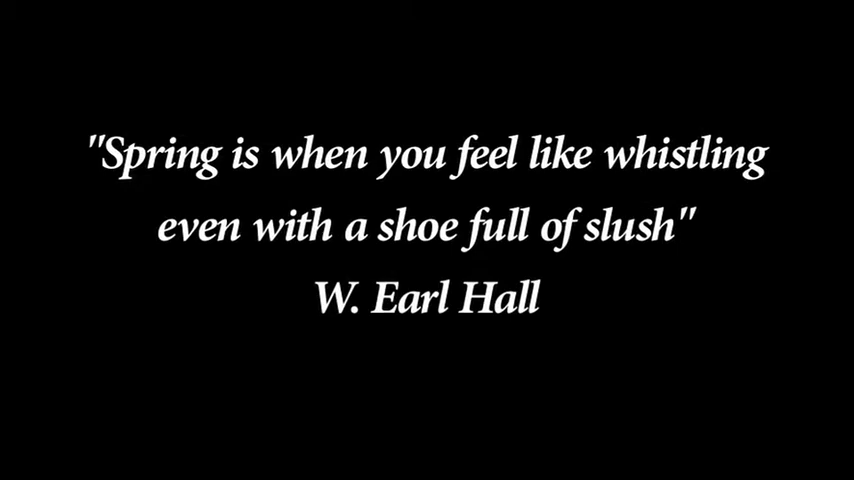 "Spring is when you feel like whistling
even with a shoe full of slush"
W. Earl Hall